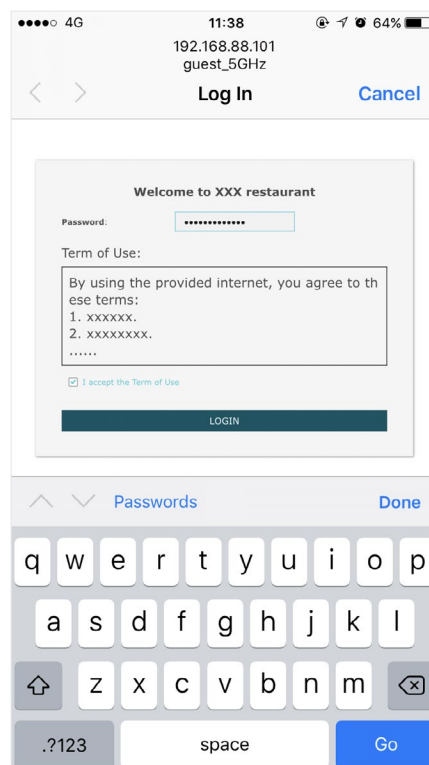 4G 11:38 64%
192.168.88.101
guest_5GHz
Log In Cancel
Welcome to XXX restaurant
Password: •••••••••••••
Term of Use:
By using the provided internet, you agree to th
ese terms:
1. xxxxxx.
2. xxxxxxxx.
......
I accept the Term of Use
LOGIN
Passwords Done
q w e r t y u i o p
a s d f g h j k l
z x c v b n m
.?123 space Go